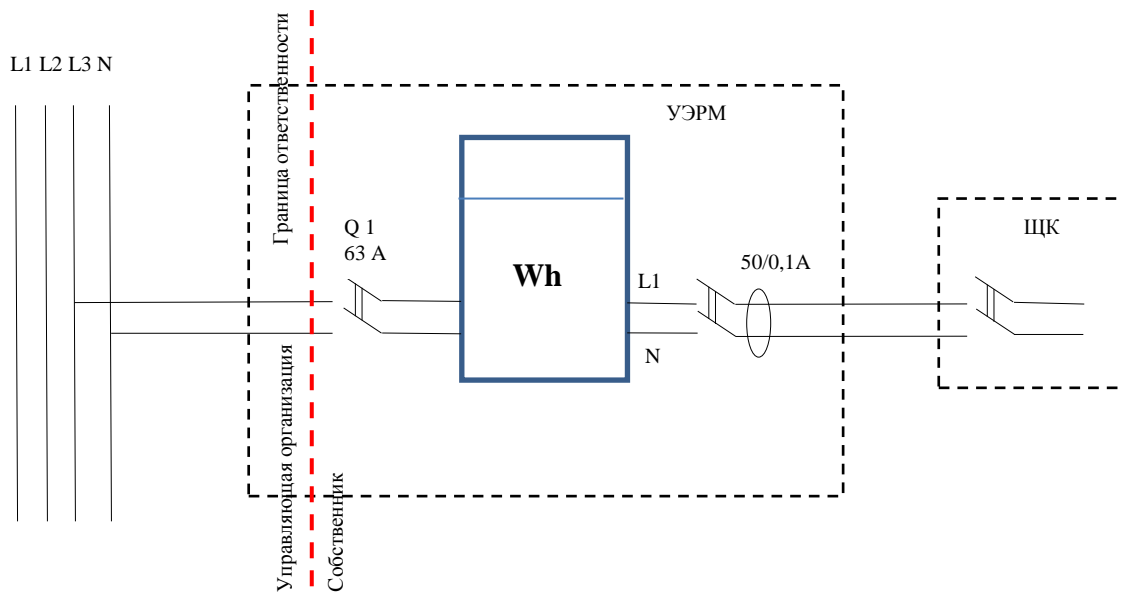 L1 L2 L3 N
Граница ответственности
УЭРМ
Q 1
63 А
Wh
L1
N
50/0,1А
ЩК
Управляющая организация
Собственник